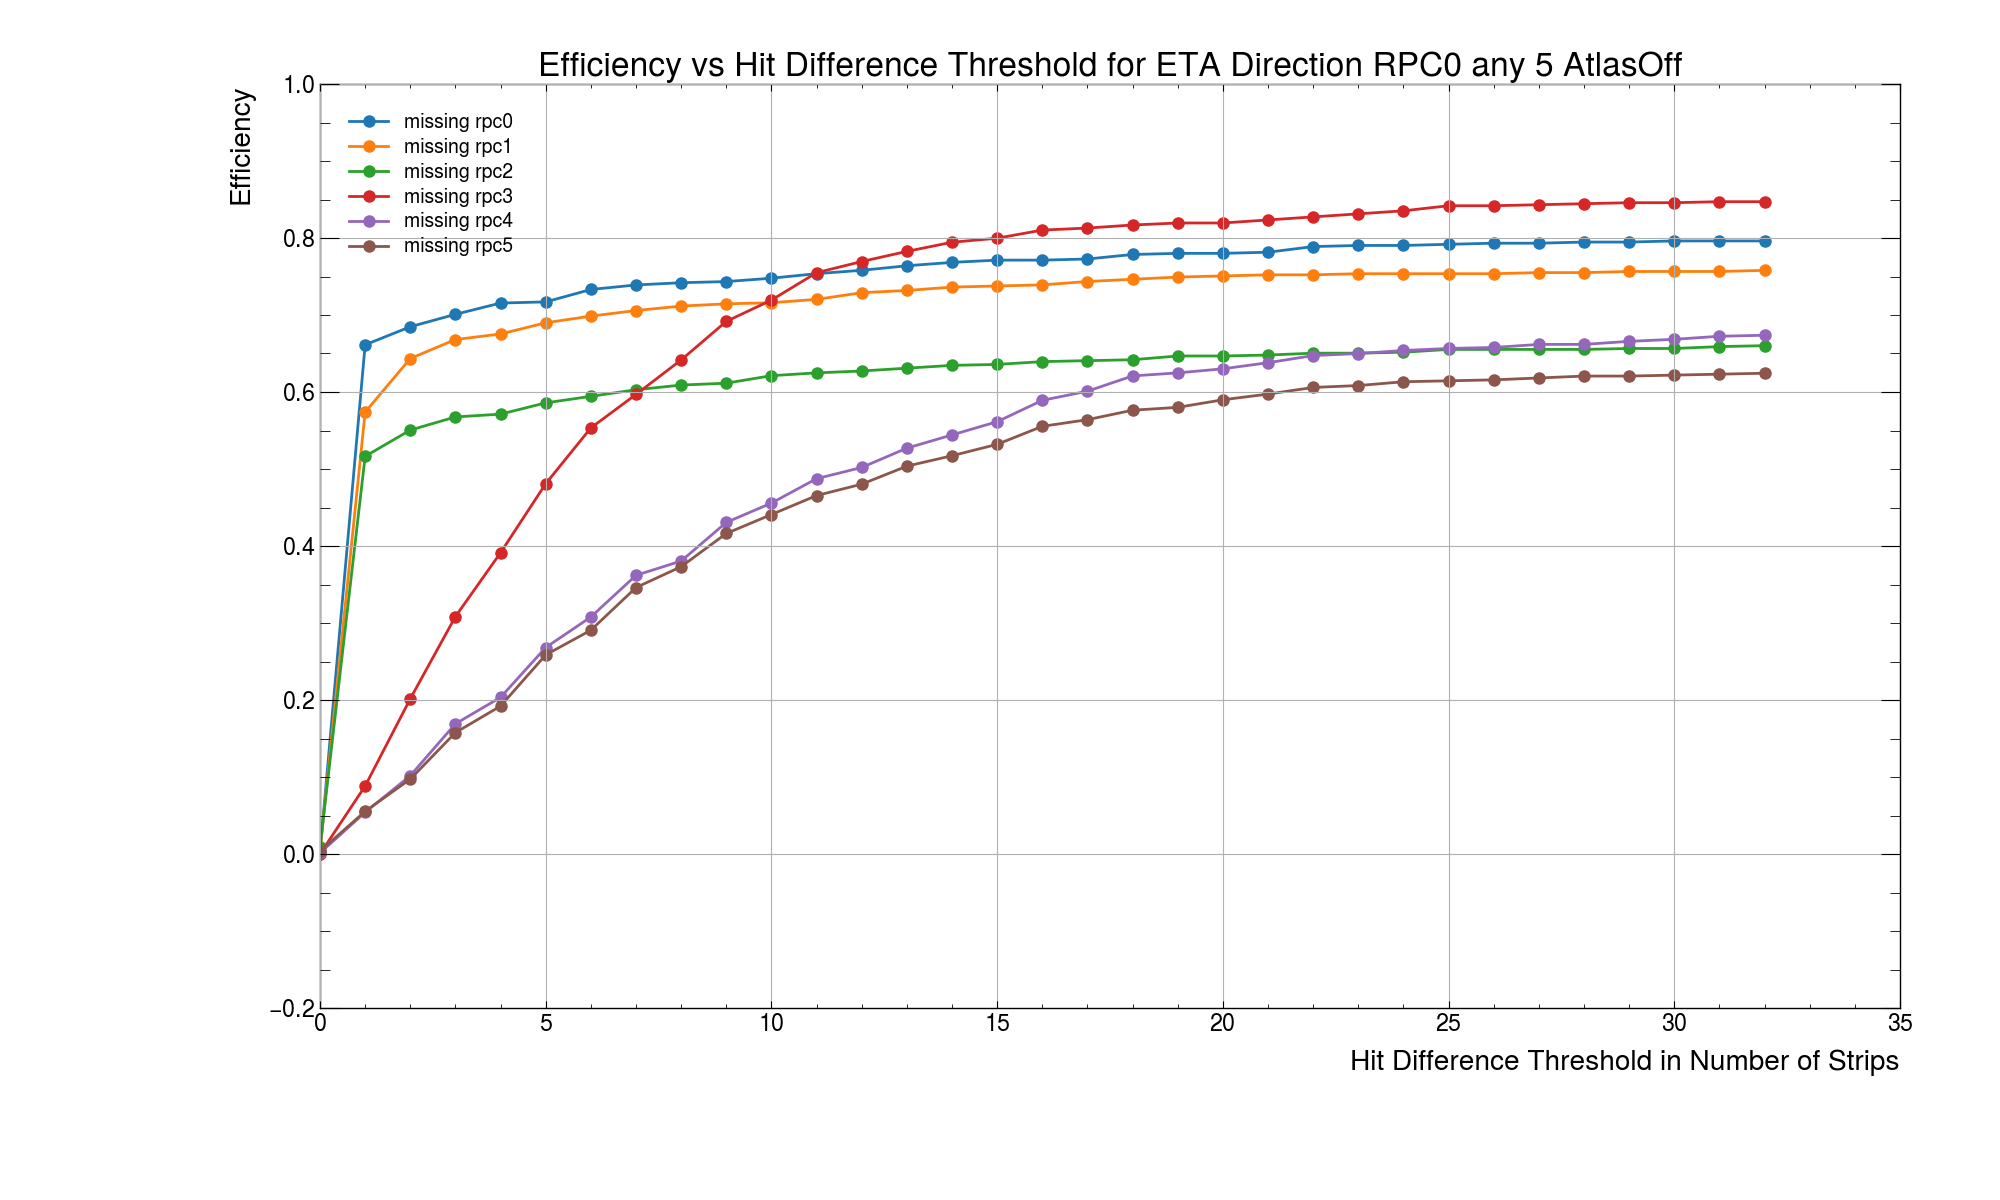 Efficiency vs Hit Difference Threshold for ETA Direction RPC0 any 5 AtlasOff
Efficiency
1.0
0.8
0.6
0.4
0.2
0.0
−0.2
missing rpc0
missing rpc1
missing rpc2
missing rpc3
missing rpc4
missing rpc5
0 5 10 15 20 25 30 35
Hit Difference Threshold in Number of Strips